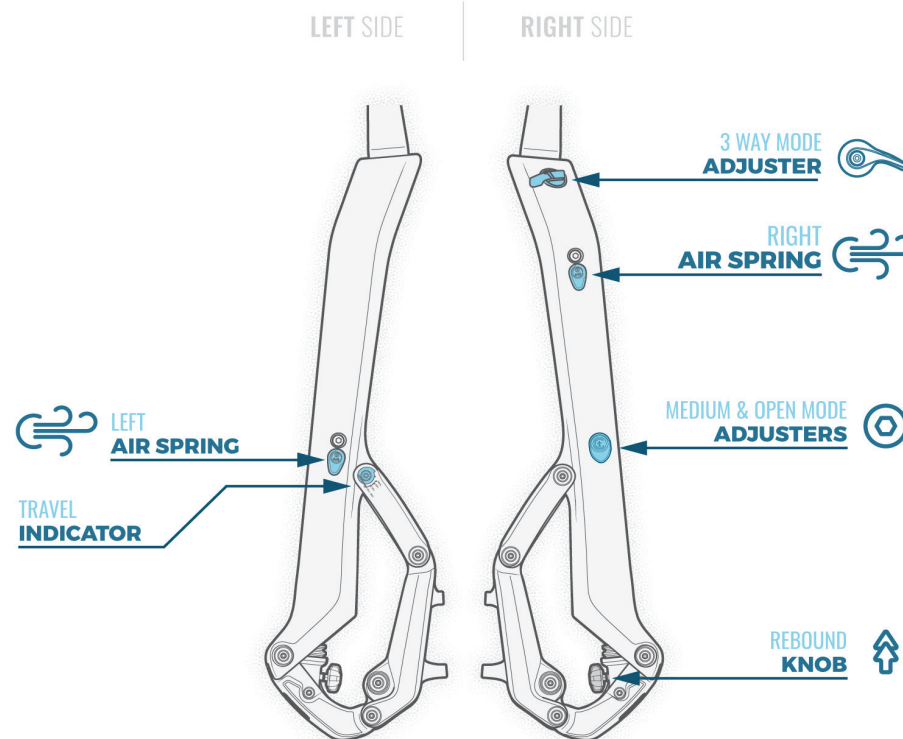 LEFT SIDE
RIGHT SIDE
3 WAY MODE
ADJUSTER
RIGHT
AIR SPRING
LEFT
AIR SPRING
MEDIUM & OPEN MODE
ADJUSTERS
TRAVEL
INDICATOR
REBOUND
KNOB